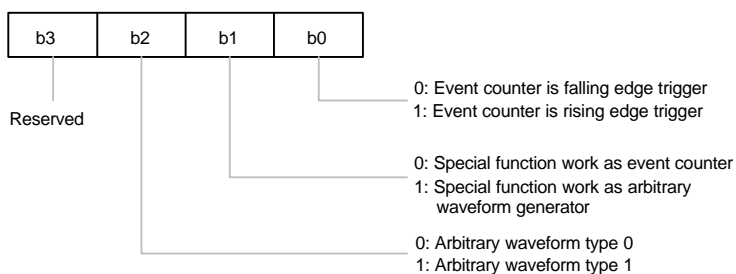 b3 b2 b1 b0
Reserved
0: Event counter is falling edge trigger
1: Event counter is rising edge trigger
0: Special function work as event counter
1: Special function work as arbitrary
waveform generator
0: Arbitrary waveform type 0
1: Arbitrary waveform type 1